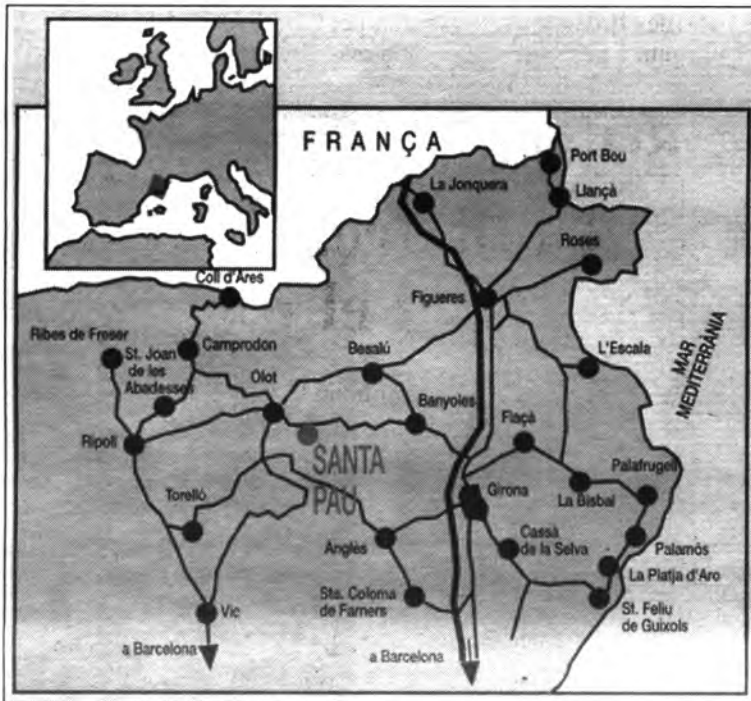 FRANÇA
Port Bou
La Jonquera
Llançà
Roses
Coll d'Ares
Figueres
Ribes de Freser
St. Joan
de les
Abadesses
Camprodon
Besalú
L'Escala
MAR
MEDITERRÀNIA
Olot
Banyoles
Flaçà
Ripoll
SANTA
PAU
Palafrugell
Girona
La Bisbal
Torelló
Anglès
Cassà
de la Selva
Palamós
La Platja d'Aro
Sta. Coloma
de Farners
St. Feliu
de Guixols
Vic
a Barcelona
a Barcelona